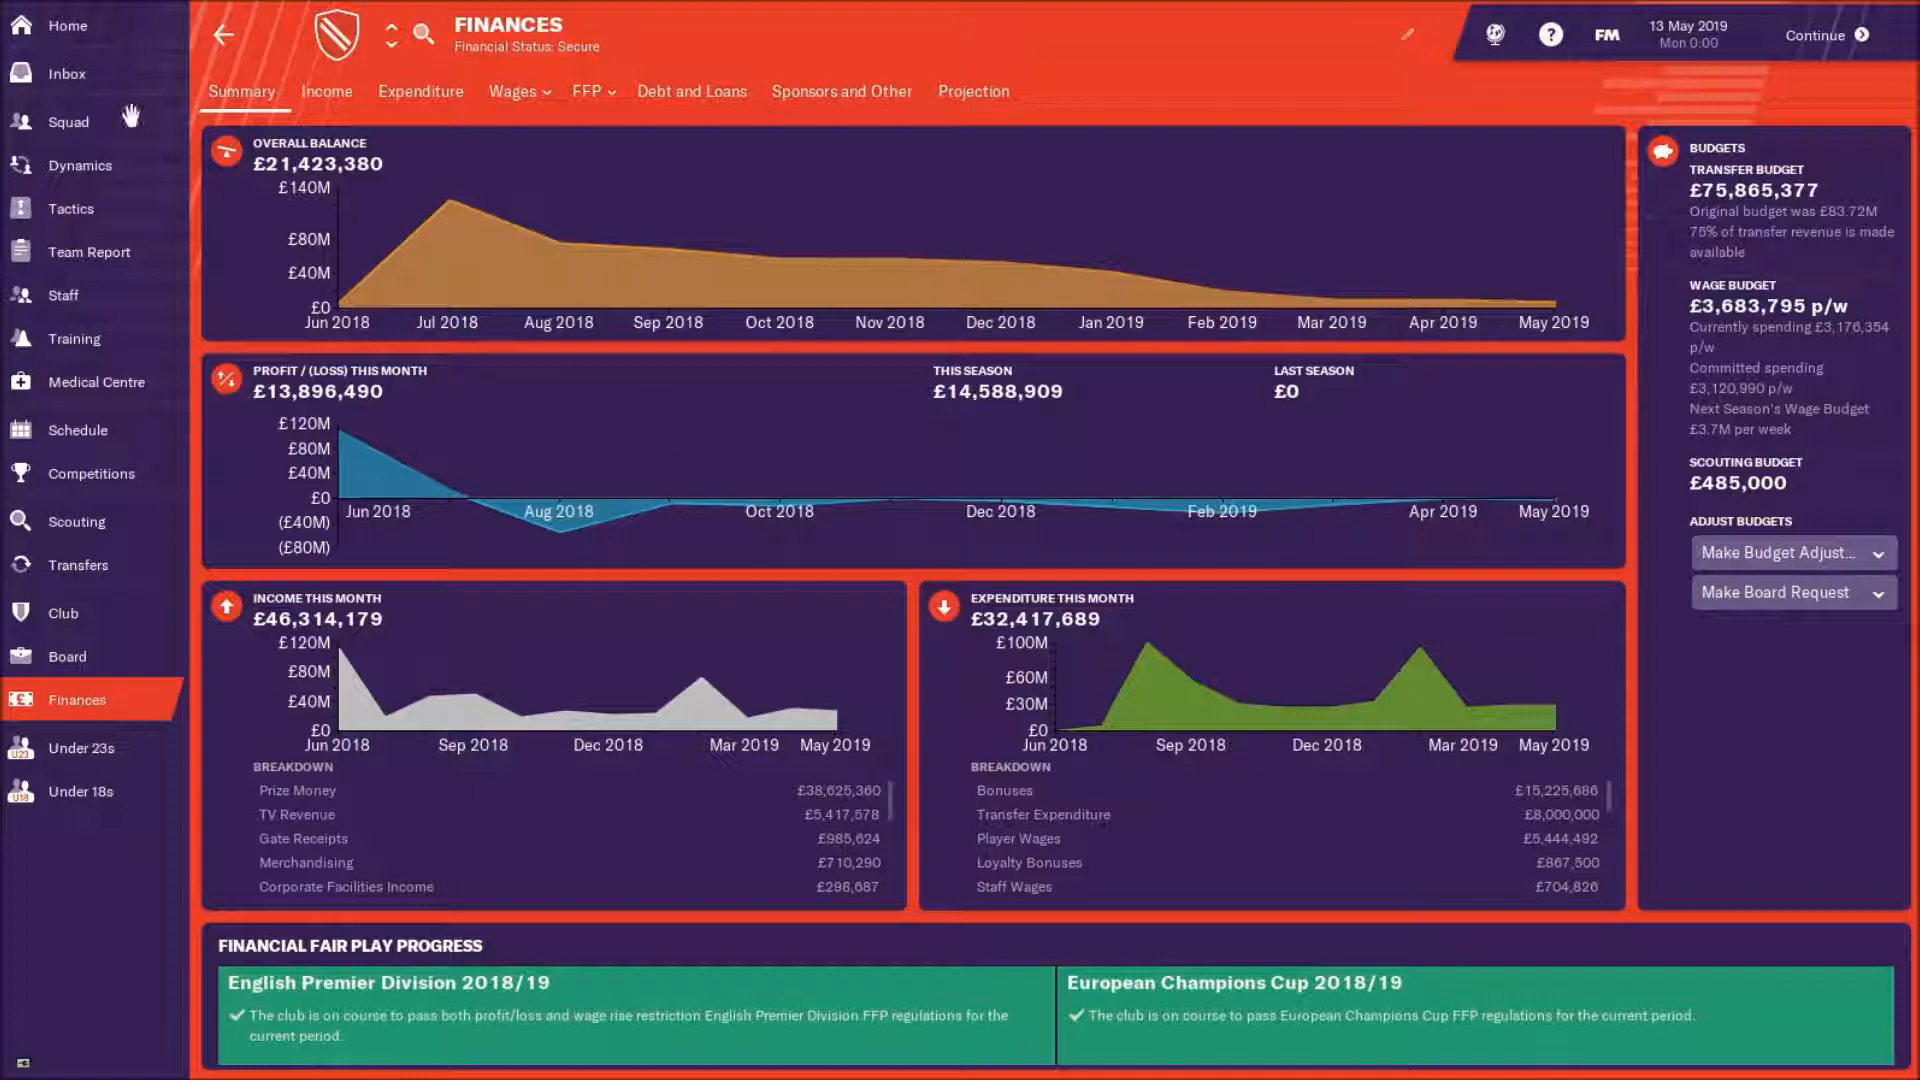 Home
Inbox
Squad
Dynamics
Tactics
Team Report
Staff
Training
Medical Centre
Schedule
Competitions
Scouting
Transfers
Club
Board
Finances
U23
Under 23s
U18
Under 18s
FINANCES
Financial Status: Secure
?
FM
13 May 2019
Mon 0:00
Continue
Summary
Income
Expenditure
Wages
FFP
Debt and Loans
Sponsors and Other
Projection
OVERALL BALANCE
£21,423,380
£140M
£80M
£40M
£0
Jun 2018 Jul 2018 Aug 2018 Sep 2018 Oct 2018 Nov 2018 Dec 2018 Jan 2019 Feb 2019 Mar 2019 Apr 2019 May 2019
PROFIT / (LOSS) THIS MONTH
£13,896,490
THIS SEASON
£14,588,909
LAST SEASON
£0
£120M
£80M
£40M
£0
(£40M)
(£80M)
Jun 2018 Aug 2018 Oct 2018 Dec 2018 Feb 2019 Apr 2019 May 2019
INCOME THIS MONTH
£46,314,179
£120M
£80M
£40M
£0
Jun 2018 Sep 2018 Dec 2018 Mar 2019 May 2019
BREAKDOWN
Prize Money £38,625,360
TV Revenue £5,417,578
Gate Receipts £985,624
Merchandising £710,290
Corporate Facilities Income £298,687
EXPENDITURE THIS MONTH
£32,417,689
£100M
£60M
£30M
£0
Jun 2018 Sep 2018 Dec 2018 Mar 2019 May 2019
BREAKDOWN
Bonuses £15,225,686
Transfer Expenditure £8,000,000
Player Wages £5,444,492
Loyalty Bonuses £867,500
Staff Wages £704,826
BUDGETS
TRANSFER BUDGET
£75,865,377
Original budget was £83.72M
75% of transfer revenue is made
available
WAGE BUDGET
£3,683,795 p/w
Currently spending £3,176,354
p/w
Committed spending
£3,120,990 p/w
Next Season's Wage Budget
£3.7M per week
SCOUTING BUDGET
£485,000
ADJUST BUDGETS
Make Budget Adjust...
Make Board Request
FINANCIAL FAIR PLAY PROGRESS
English Premier Division 2018/19
The club is on course to pass both profit/loss and wage rise restriction English Premier Division FFP regulations for the
current period.
European Champions Cup 2018/19
The club is on course to pass European Champions Cup FFP regulations for the current period.